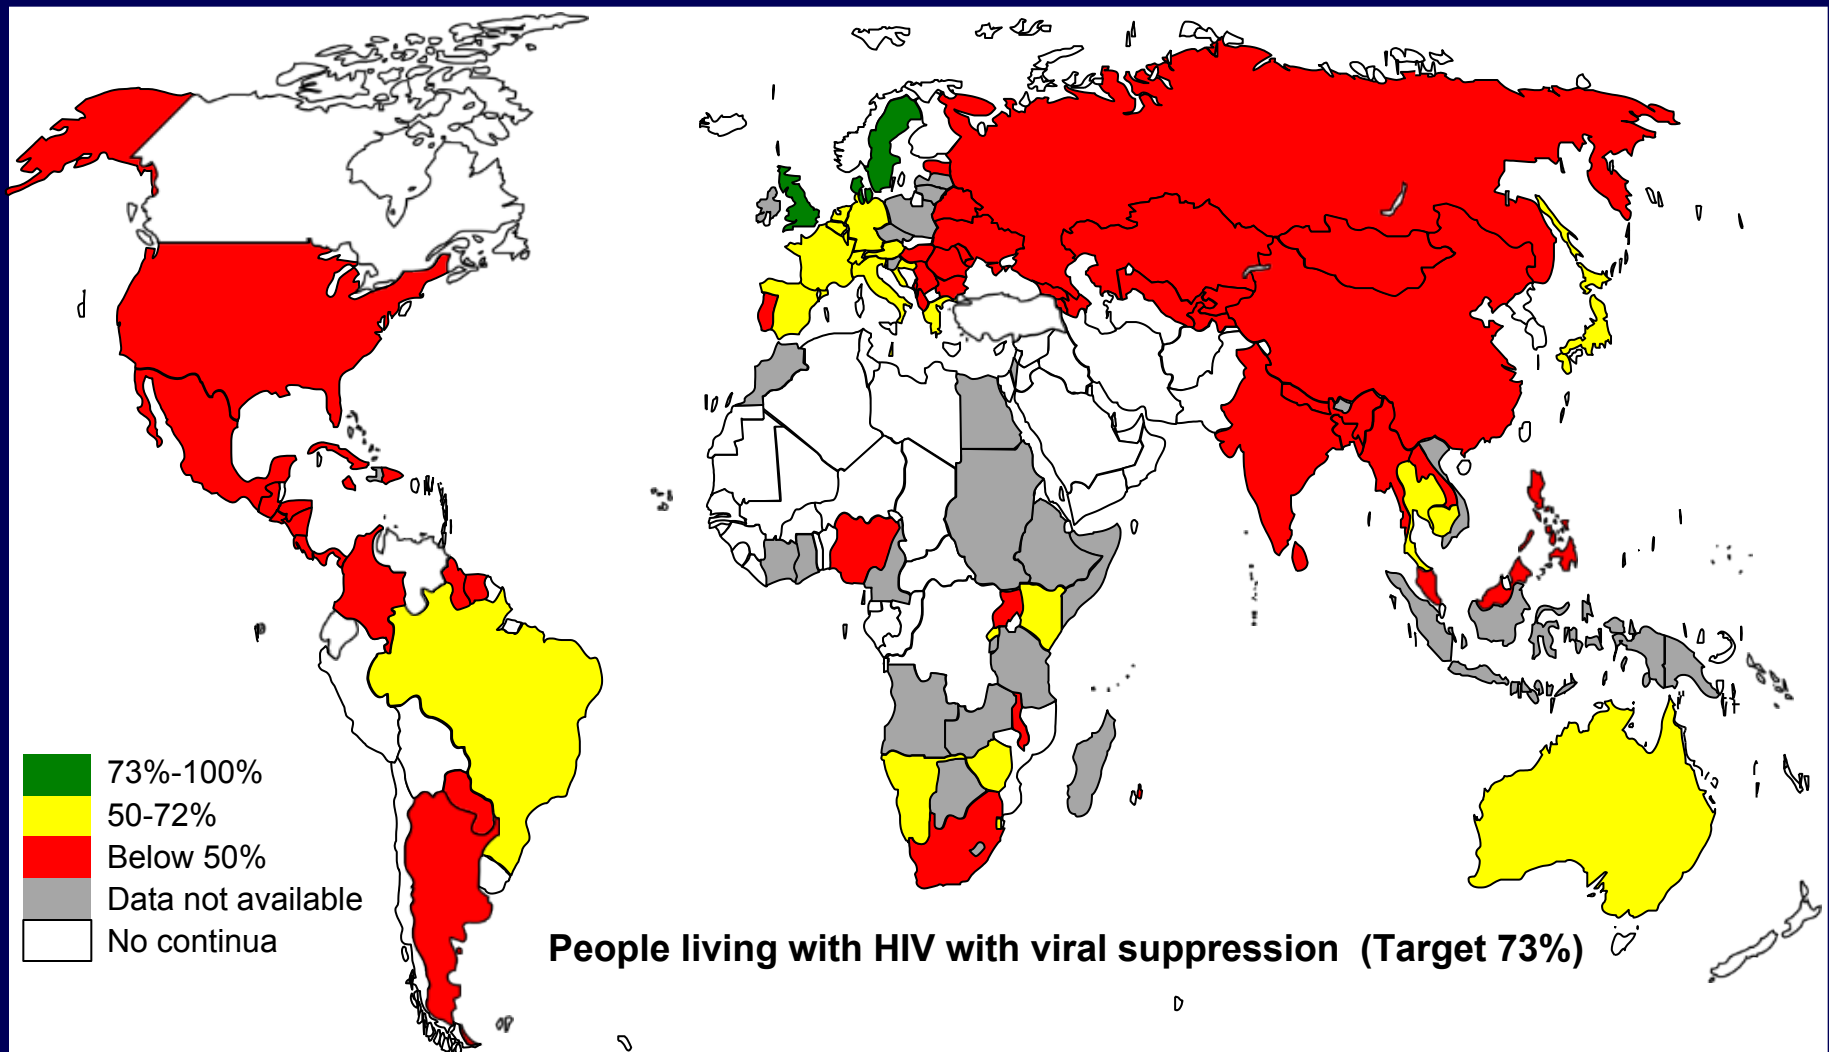 73%-100%
50-72%
Below 50%
Data not available
No continua
People living with HIV with viral suppression (Target 73%)